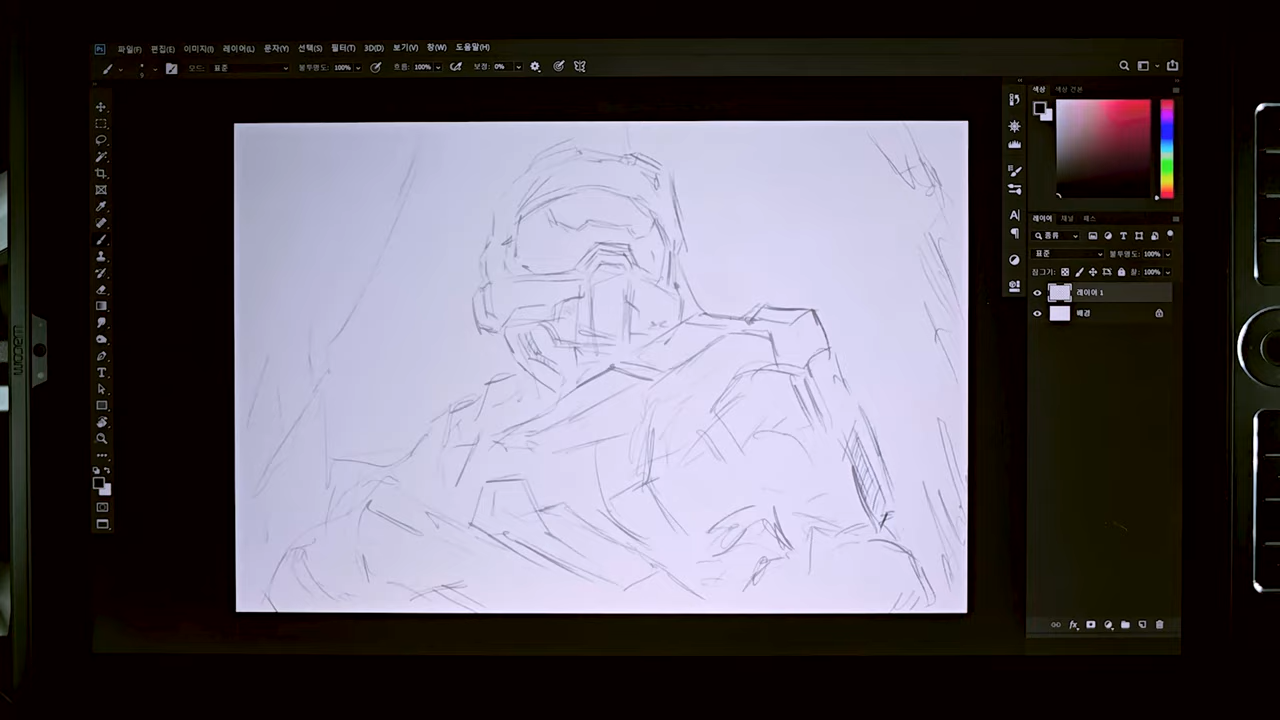 Ps 파일(F) 편집(E) 이미지(I) 레이어(L) 문자(Y) 선택(S) 필터(T) 3D(D) 보기(V) 창(W) 도움말(H)
9 모드: 표준 불투명도: 100% 흐름: 100% 보정: 0%
색상 색상 견본
레이어 채널 패스
종류
표준 불투명도: 100%
잠그기: 칠: 100%
레이어 1
배경
fx
wacom